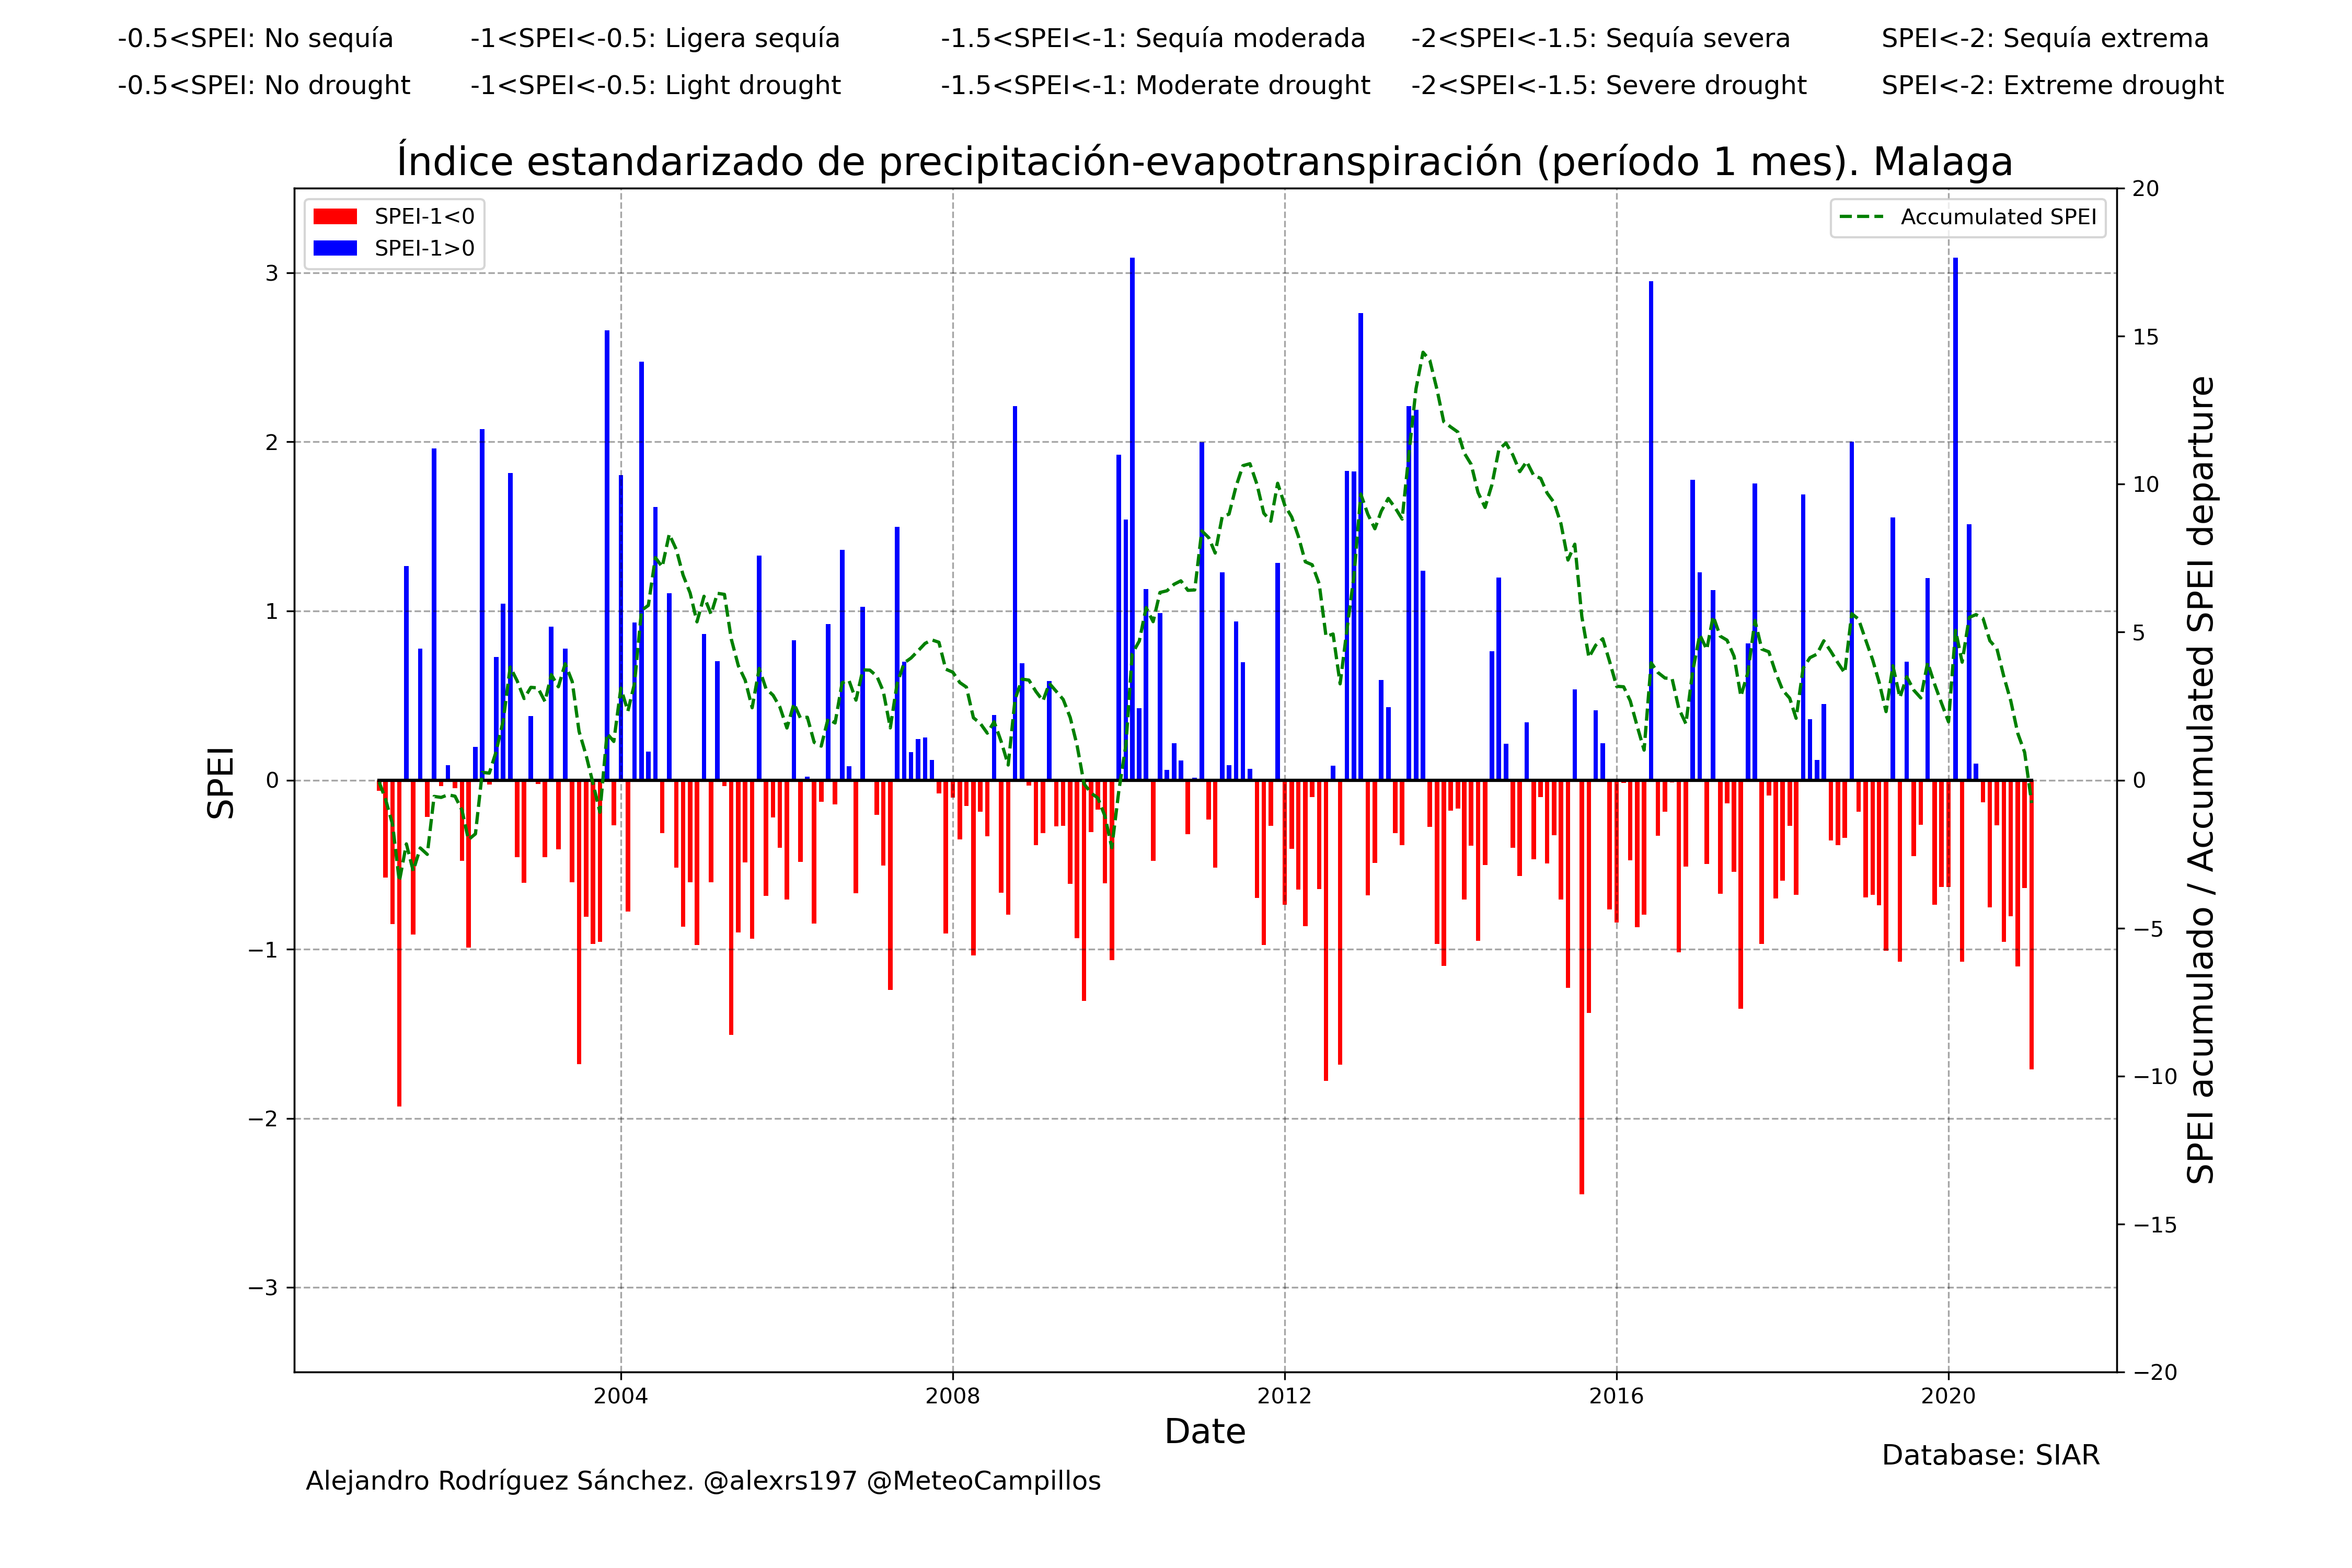 -0.5<SPEI: No sequía -1<SPEI<-0.5: Ligera sequía -1.5<SPEI<-1: Sequía moderada -2<SPEI<-1.5: Sequía severa SPEI<-2: Sequía extrema
-0.5<SPEI: No drought -1<SPEI<-0.5: Light drought -1.5<SPEI<-1: Moderate drought -2<SPEI<-1.5: Severe drought SPEI<-2: Extreme drought
Índice estandarizado de precipitación-evapotranspiración (período 1 mes). Malaga
SPEI-1<0
SPEI-1>0
Accumulated SPEI
SPEI
3
2
1
0
−1
−2
−3
20
15
10
5
0
−5
−10
−15
−20
SPEI acumulado / Accumulated SPEI departure
2004 2008 2012 2016 2020
Date
Database: SIAR
Alejandro Rodríguez Sánchez. @alexrs197 @MeteoCampillos